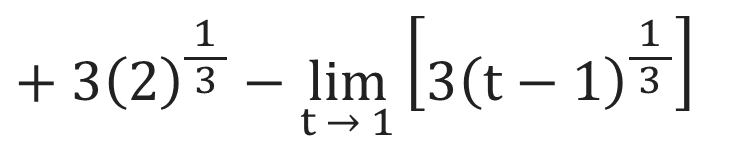 + 3(2)^{1/3} − lim_{t → 1} [3(t − 1)^{1/3}]